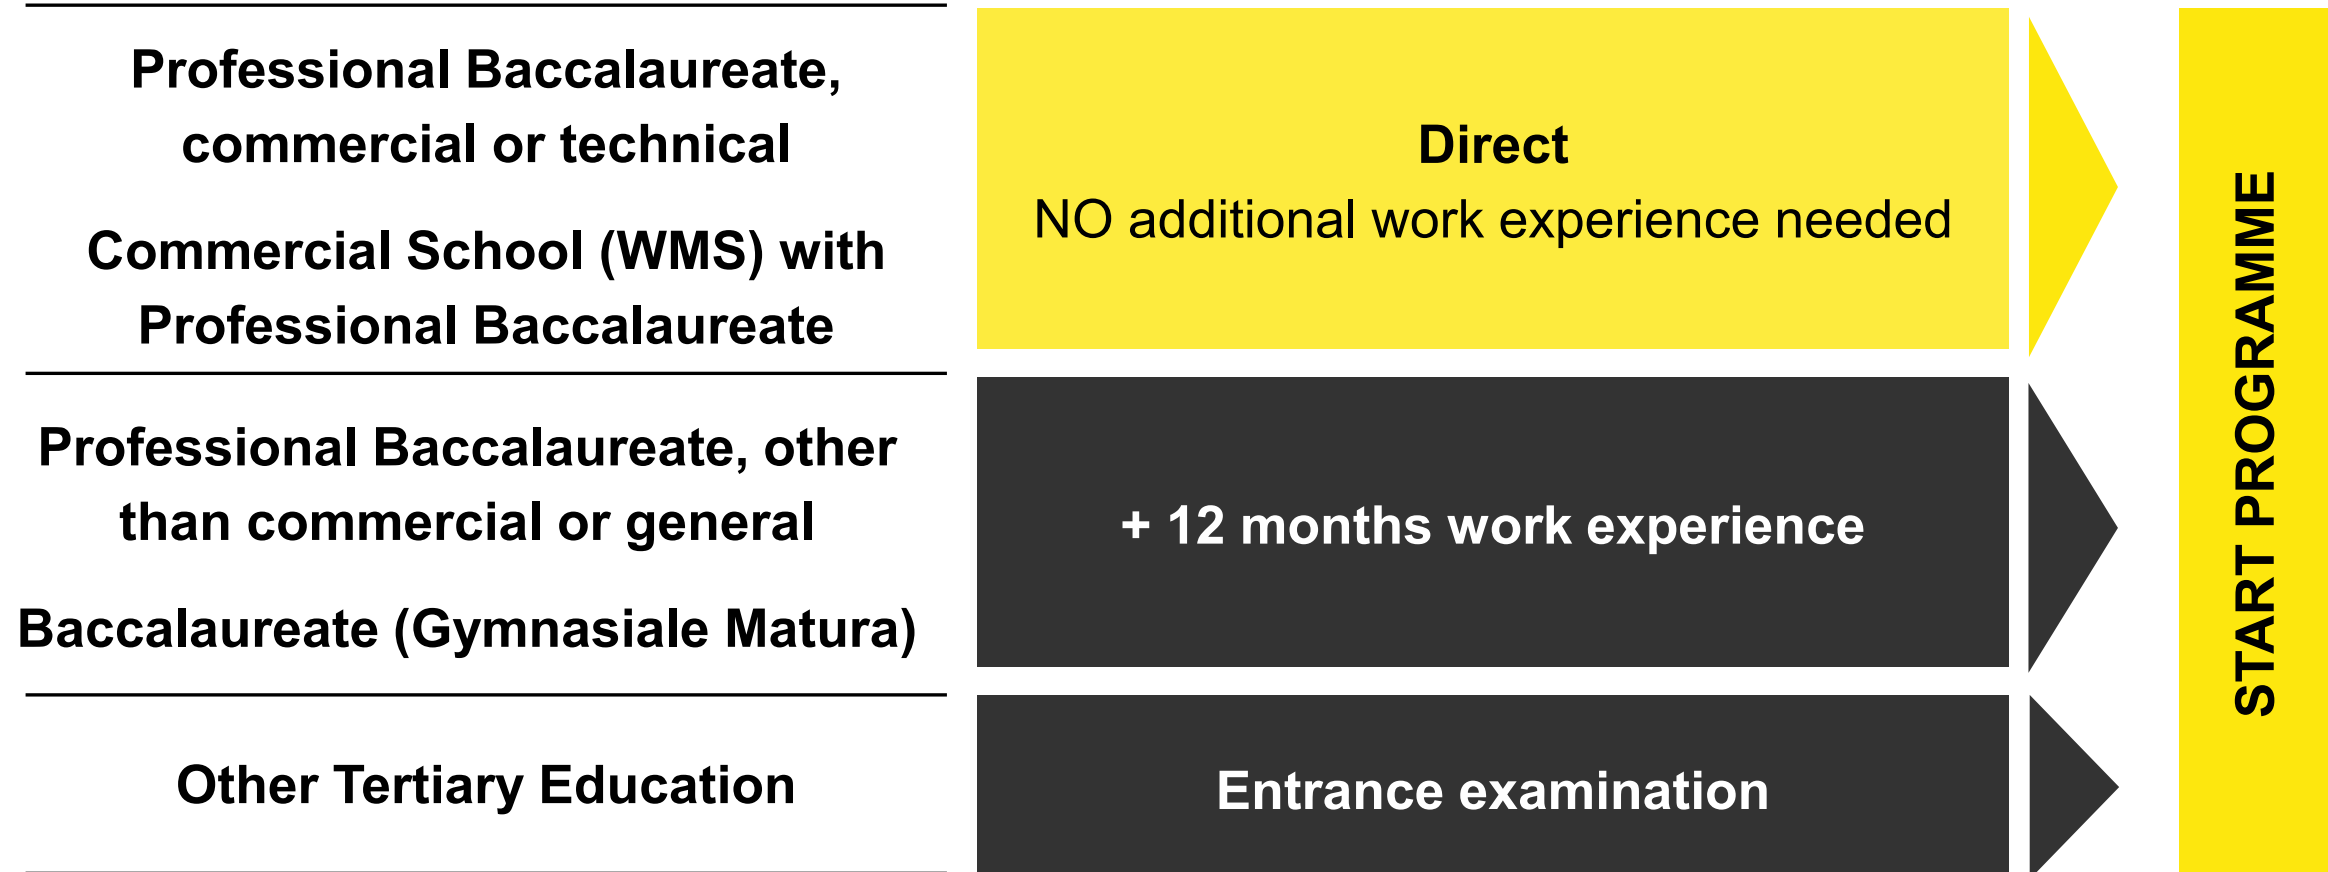 Professional Baccalaureate,
commercial or technical
Commercial School (WMS) with
Professional Baccalaureate
Direct
NO additional work experience needed
Professional Baccalaureate, other
than commercial or general
Baccalaureate (Gymnasiale Matura)
+ 12 months work experience
Other Tertiary Education
Entrance examination
START PROGRAMME